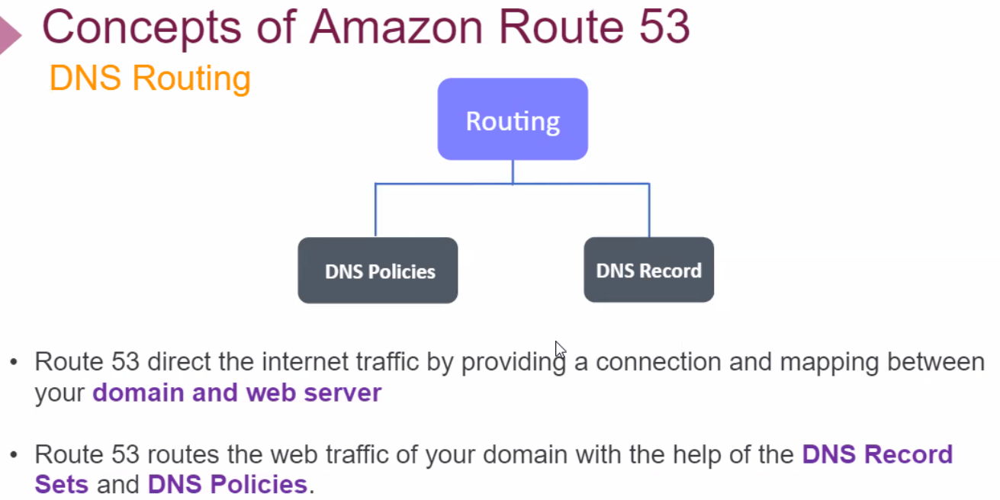 Concepts of Amazon Route 53
DNS Routing
Routing
DNS Policies
DNS Record
• Route 53 direct the internet traffic by providing a connection and mapping between
your domain and web server
• Route 53 routes the web traffic of your domain with the help of the DNS Record
Sets and DNS Policies.